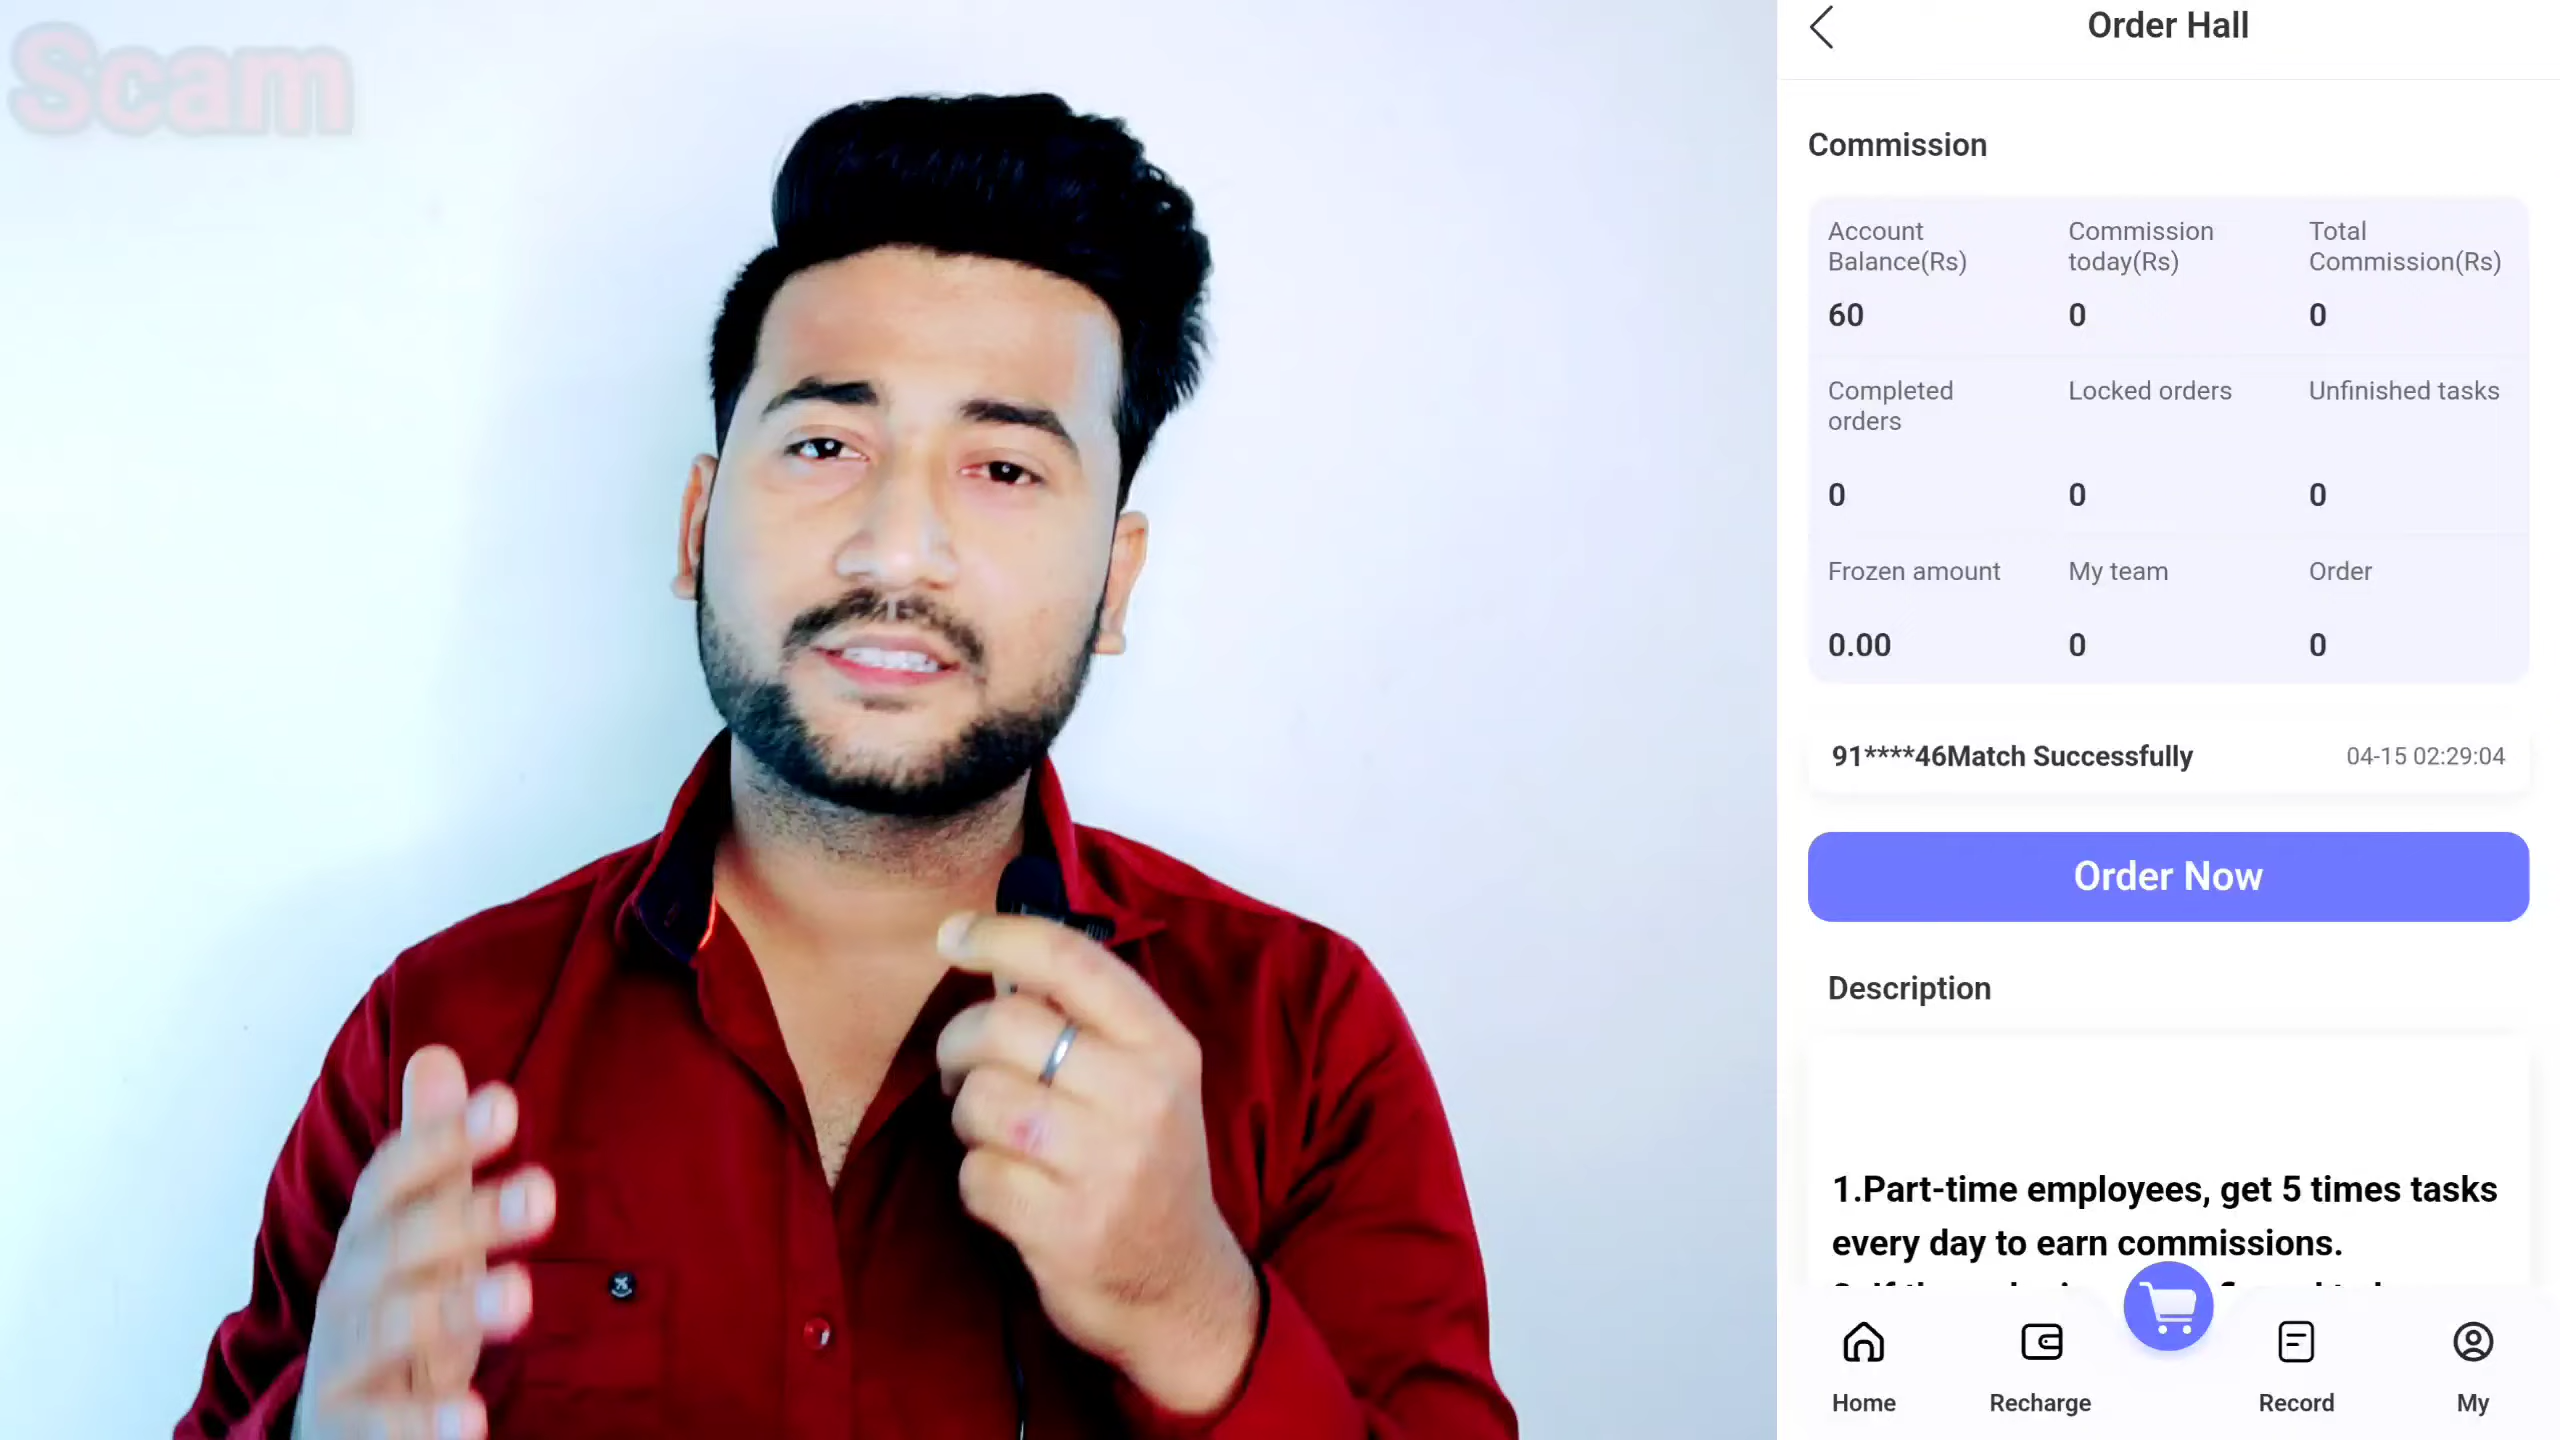 Scam
Order Hall
Commission
Account Balance(Rs)
Commission today(Rs)
Total Commission(Rs)
60
0
0
Completed orders
Locked orders
Unfinished tasks
0
0
0
Frozen amount
My team
Order
0.00
0
0
91****46Match Successfully
04-15 02:29:04
Order Now
Description
1.Part-time employees, get 5 times tasks
every day to earn commissions.
Home
Recharge
Record
My